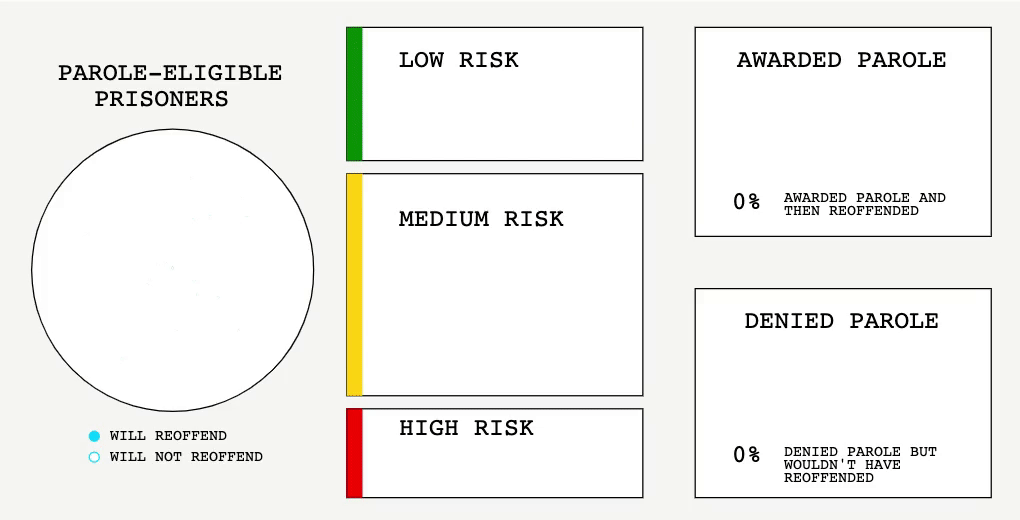 PAROLE-ELIGIBLE
PRISONERS
WILL REOFFEND
WILL NOT REOFFEND
LOW RISK
MEDIUM RISK
HIGH RISK
AWARDED PAROLE
0% AWARDED PAROLE AND
THEN REOFFENDED
DENIED PAROLE
0% DENIED PAROLE BUT
WOULDN'T HAVE
REOFFENDED